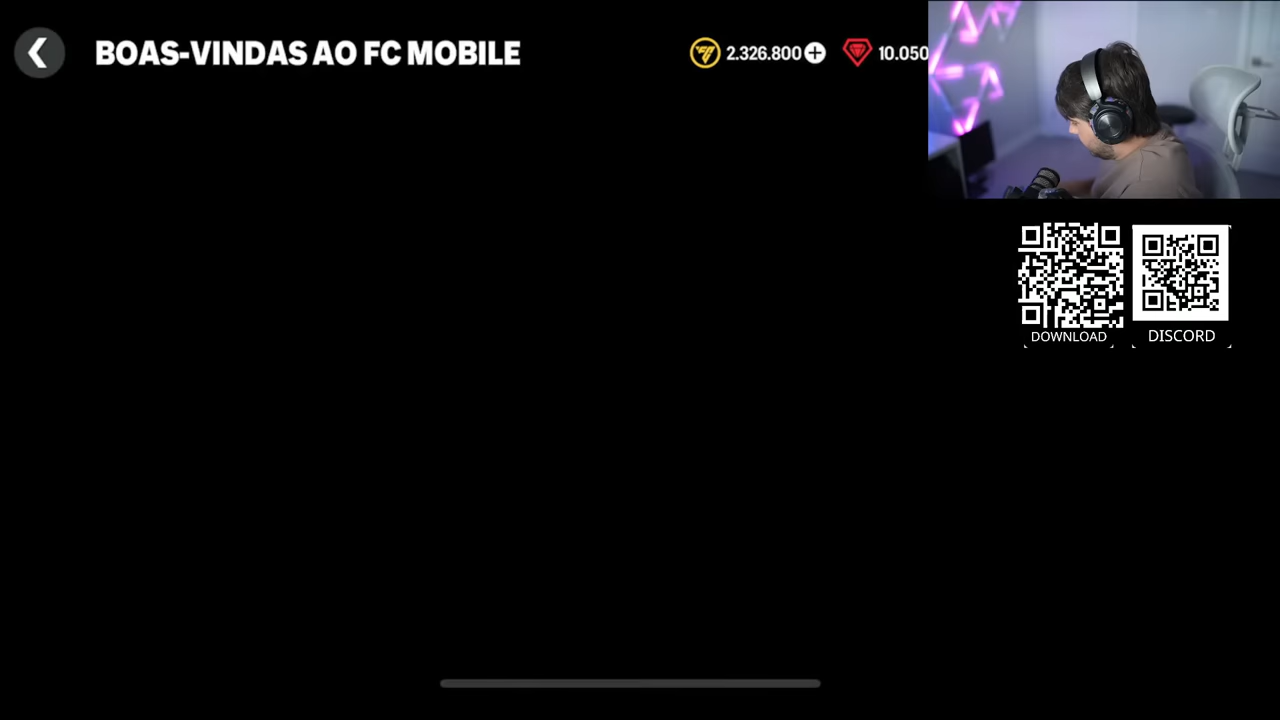 BOAS-VINDAS AO FC MOBILE
2.326.800
10.050
DOWNLOAD
DISCORD